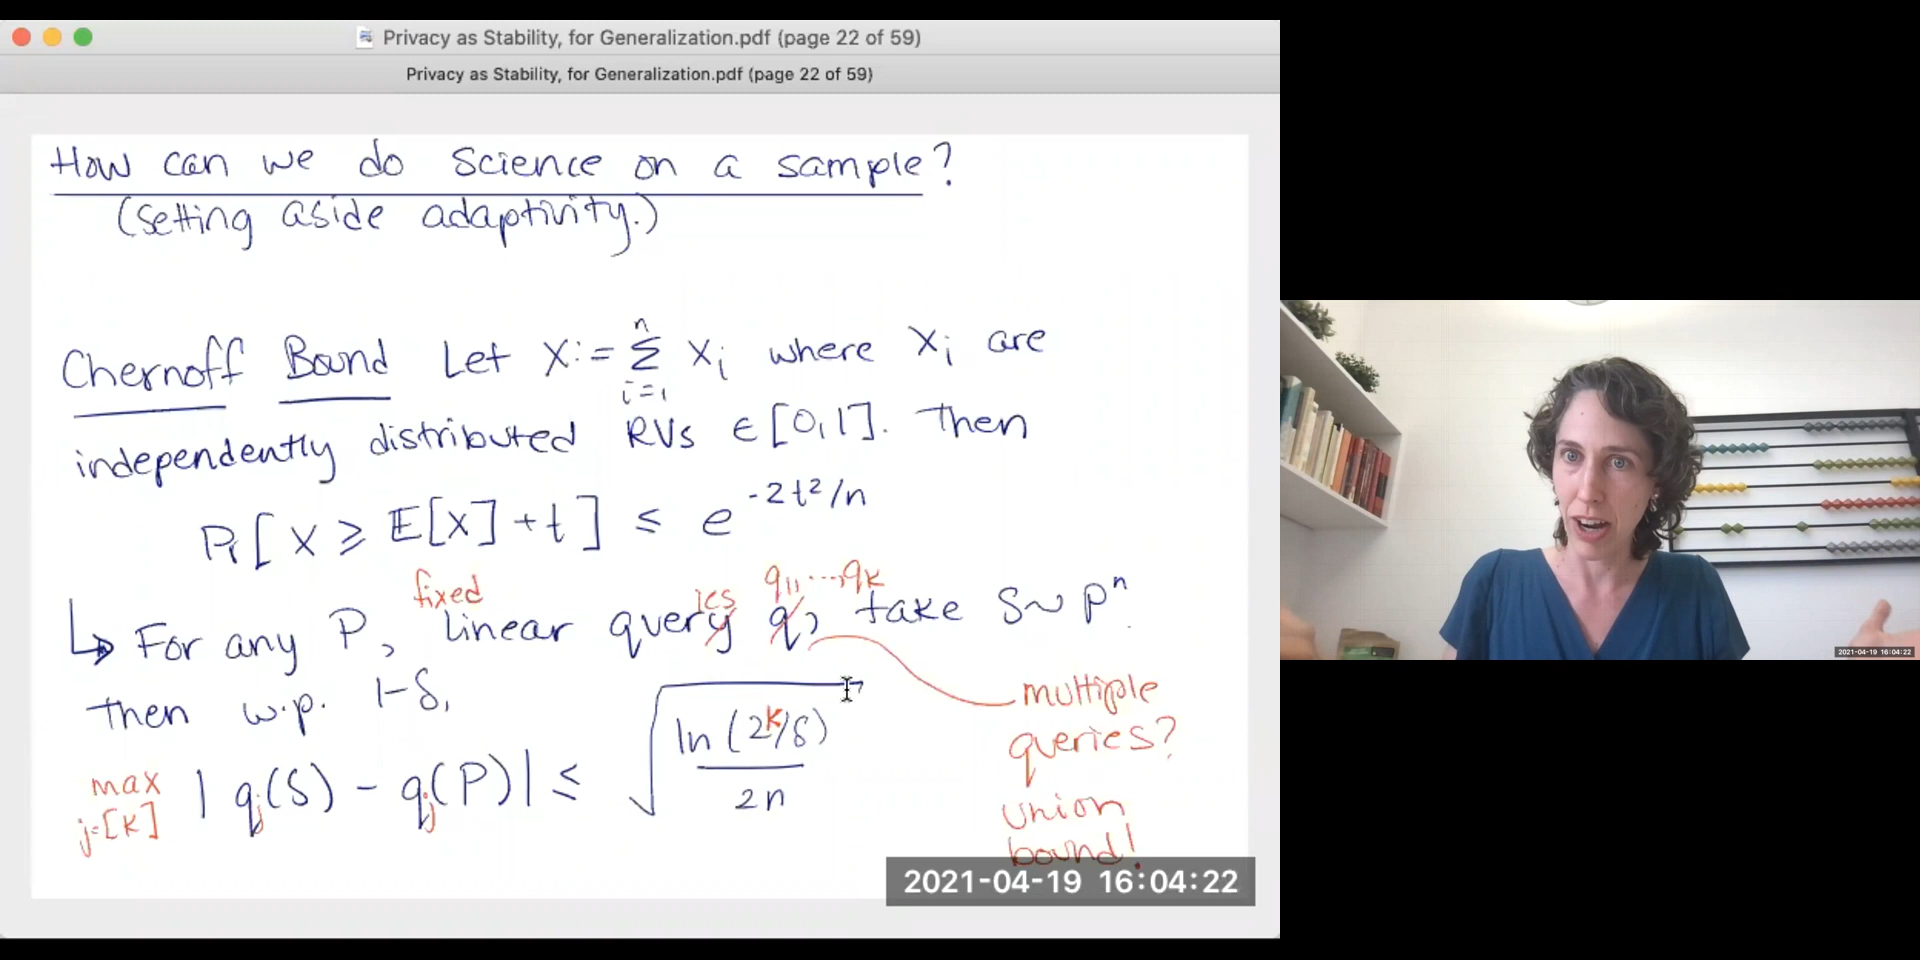 Privacy as Stability, for Generalization.pdf (page 22 of 59)
Privacy as Stability, for Generalization.pdf (page 22 of 59)
How can we do science on a sample?
(setting aside adaptivity.)
Chernoff Bound Let X := n Σ i=1 Xi where Xi are
independently distributed RVs ∈ [0,1]. Then
Pr[X ≥ E[X] + t] ≤ e^-2t²/n
fixed ies q1, ..., qk
↳ For any P, linear query q, take S ~ P^n.
then w.p. 1-δ,
multiple
queries?
max j=[k] | qj(S) - qj(P) | ≤ √ ln(2k/δ) / 2n
union
bound!
2021-04-19 16:04:22
2021-04-19 16:04:22